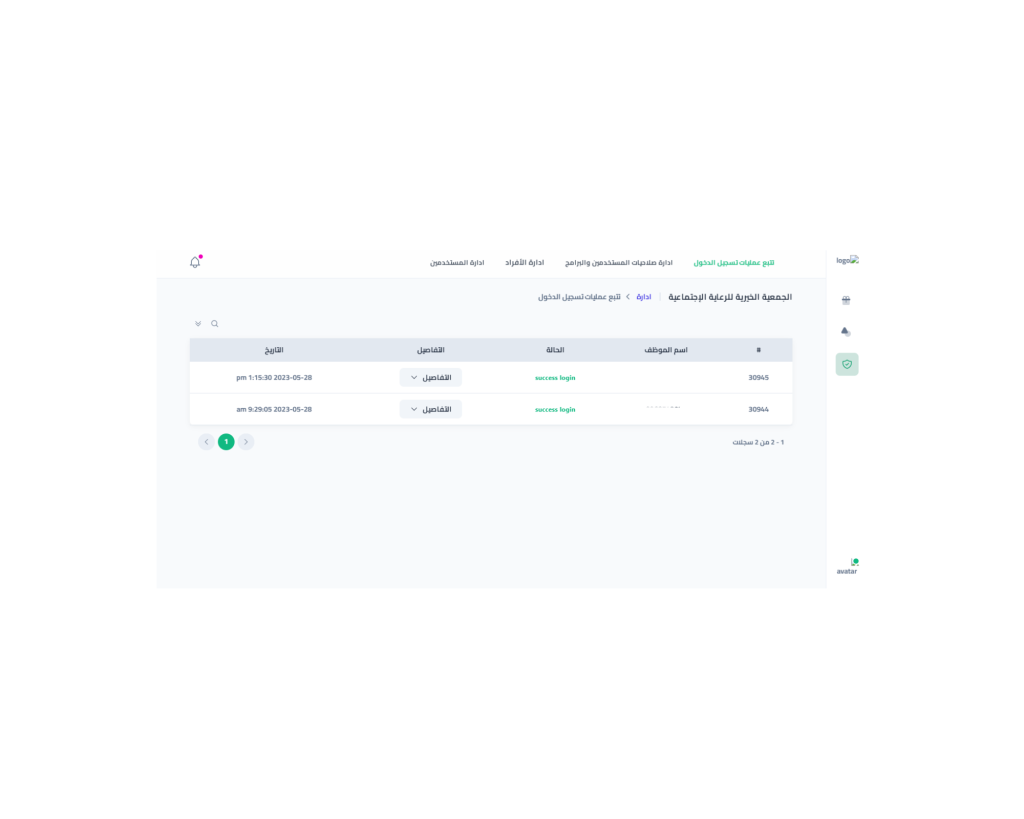 logo
تتبع عمليات تسجيل الدخول ادارة صلاحيات المستخدمين والبرامج ادارة الأفراد ادارة المستخدمين
الجمعية الخيرية للرعاية الإجتماعية | ادارة > تتبع عمليات تسجيل الدخول
# اسم الموظف الحالة التفاصيل التاريخ
30945 success login التفاصيل 2023-05-28 1:15:30 pm
30944 success login التفاصيل 2023-05-28 9:29:05 am
1 - 2 من 2 سجلات
1
avatar